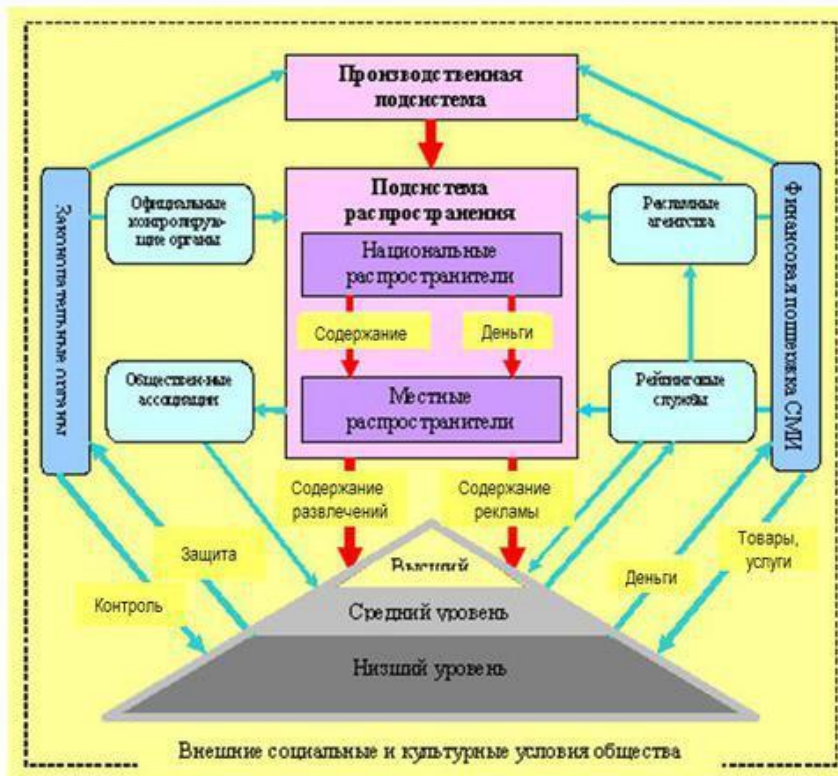 Производственная
подсистема
Подсистема
распространения
Национальные
распространители
Содержание
Деньги
Местные
распространители
Законодательные органы
Официальные
контролирую-
щие органы
Общественные
ассоциации
Рекламные
агентства
Рейтинговые
службы
Финансовая поддержка СМИ
Содержание
развлечений
Содержание
рекламы
Защита
Контроль
Деньги
Товары,
услуги
Высший
Средний уровень
Низший уровень
Внешние социальные и культурные условия общества